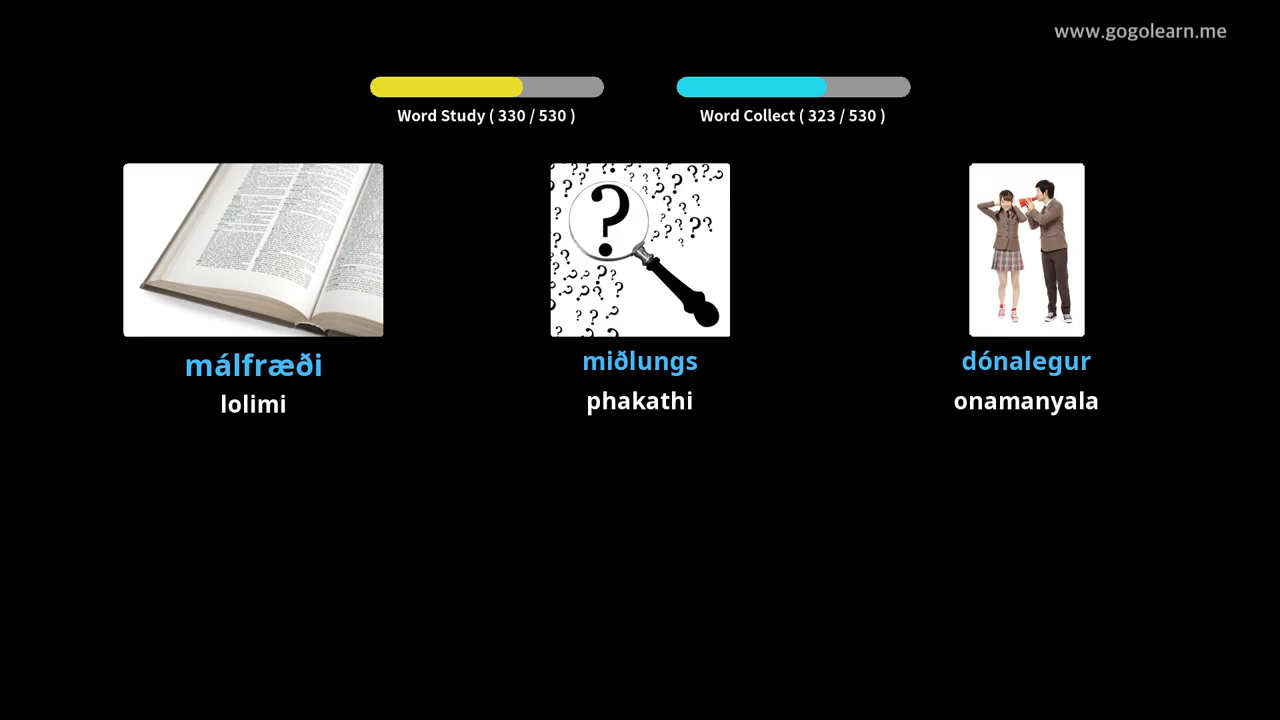 www.gogolearn.me
Word Study ( 330 / 530 )
Word Collect ( 323 / 530 )
málfræði
miðlungs
dónalegur
lolimi
phakathi
onamanyala